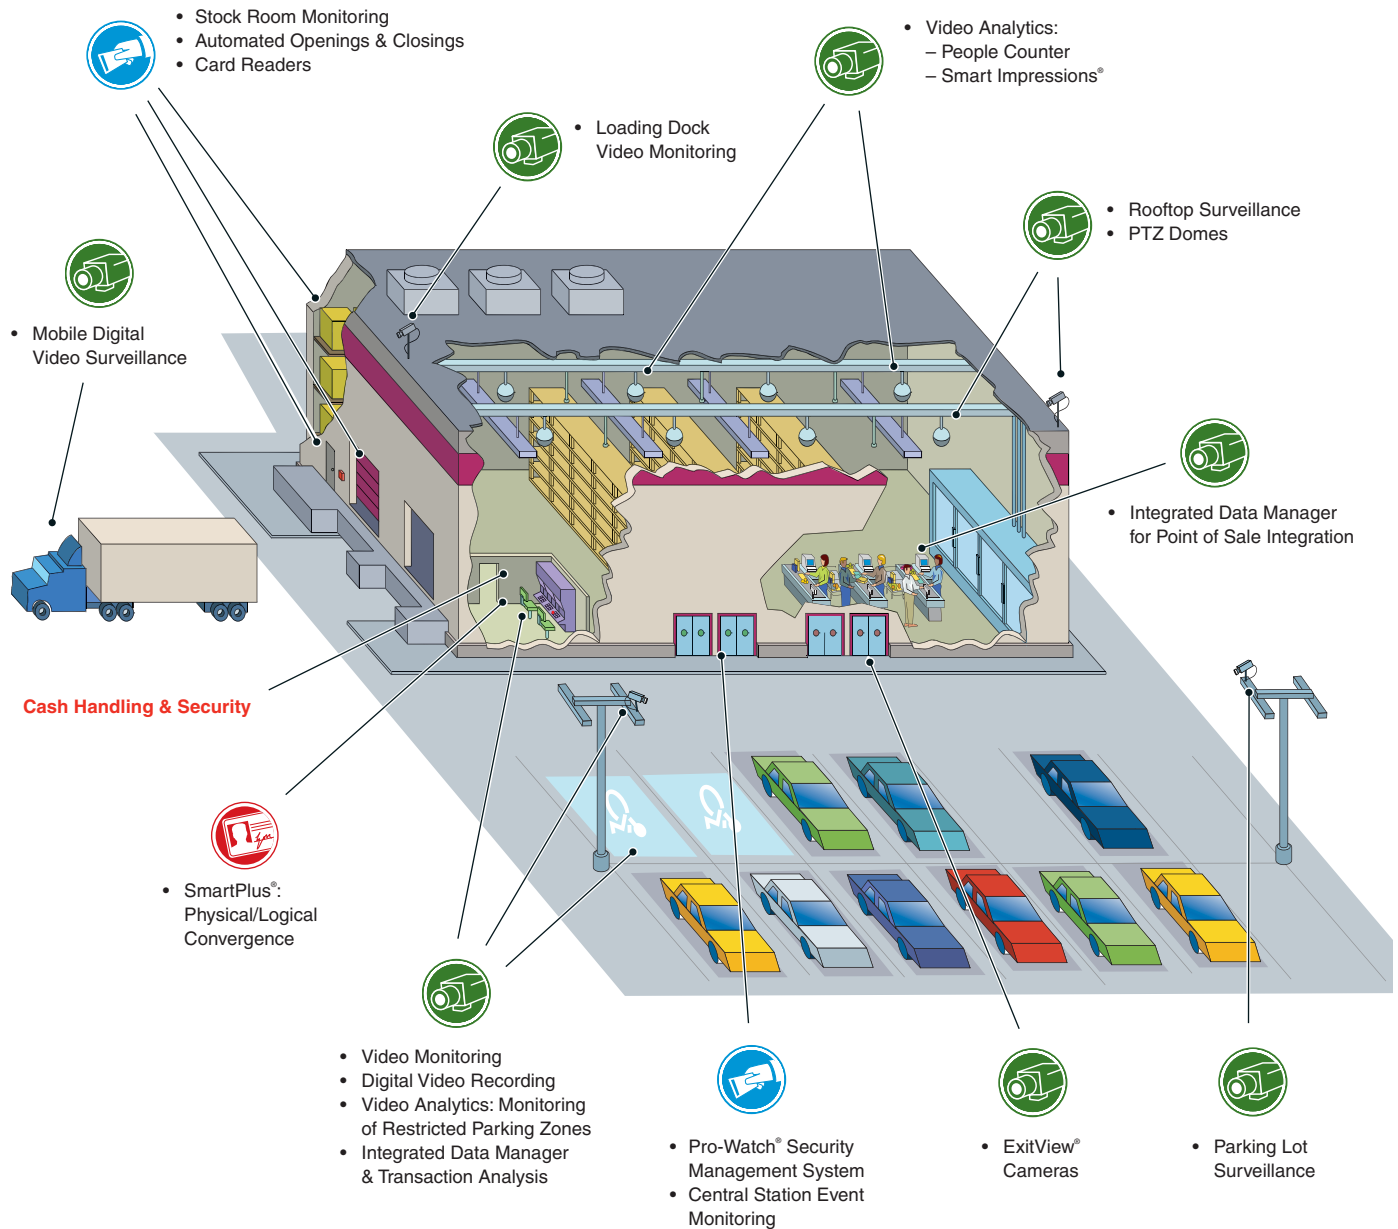 • Stock Room Monitoring
• Automated Openings & Closings
• Card Readers
• Video Analytics:
– People Counter
– Smart Impressions®
• Loading Dock
Video Monitoring
• Rooftop Surveillance
• PTZ Domes
• Mobile Digital
Video Surveillance
• Integrated Data Manager
for Point of Sale Integration
Cash Handling & Security
• SmartPlus®:
Physical/Logical
Convergence
• Video Monitoring
• Digital Video Recording
• Video Analytics: Monitoring
of Restricted Parking Zones
• Integrated Data Manager
& Transaction Analysis
• Pro-Watch® Security
Management System
• Central Station Event
Monitoring
• ExitView®
Cameras
• Parking Lot
Surveillance